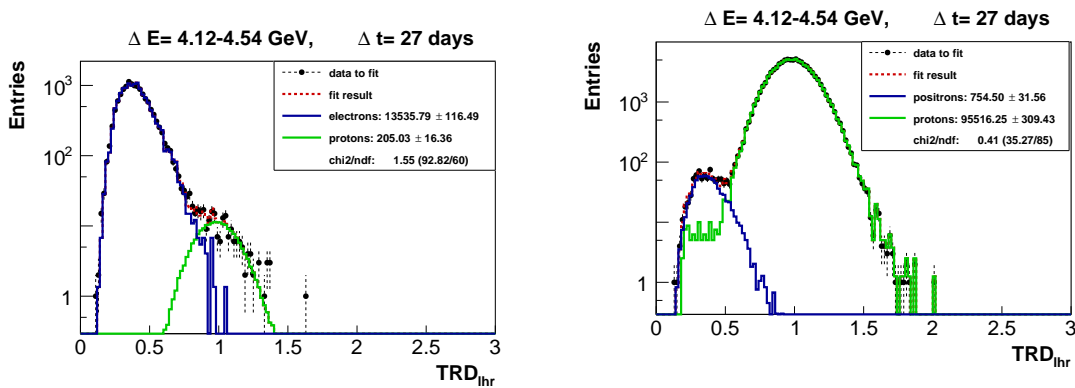 Δ E= 4.12-4.54 GeV, Δ t= 27 days
Entries
data to fit
fit result
electrons: 13535.79 ± 116.49
protons: 205.03 ± 16.36
chi2/ndf: 1.55 (92.82/60)
10³
10²
1
0 0.5 1 1.5 2 2.5 3
TRD_lhr
Δ E= 4.12-4.54 GeV, Δ t= 27 days
Entries
data to fit
fit result
positrons: 754.50 ± 31.56
protons: 95516.25 ± 309.43
chi2/ndf: 0.41 (35.27/85)
10³
10²
1
0 0.5 1 1.5 2 2.5 3
TRD_lhr